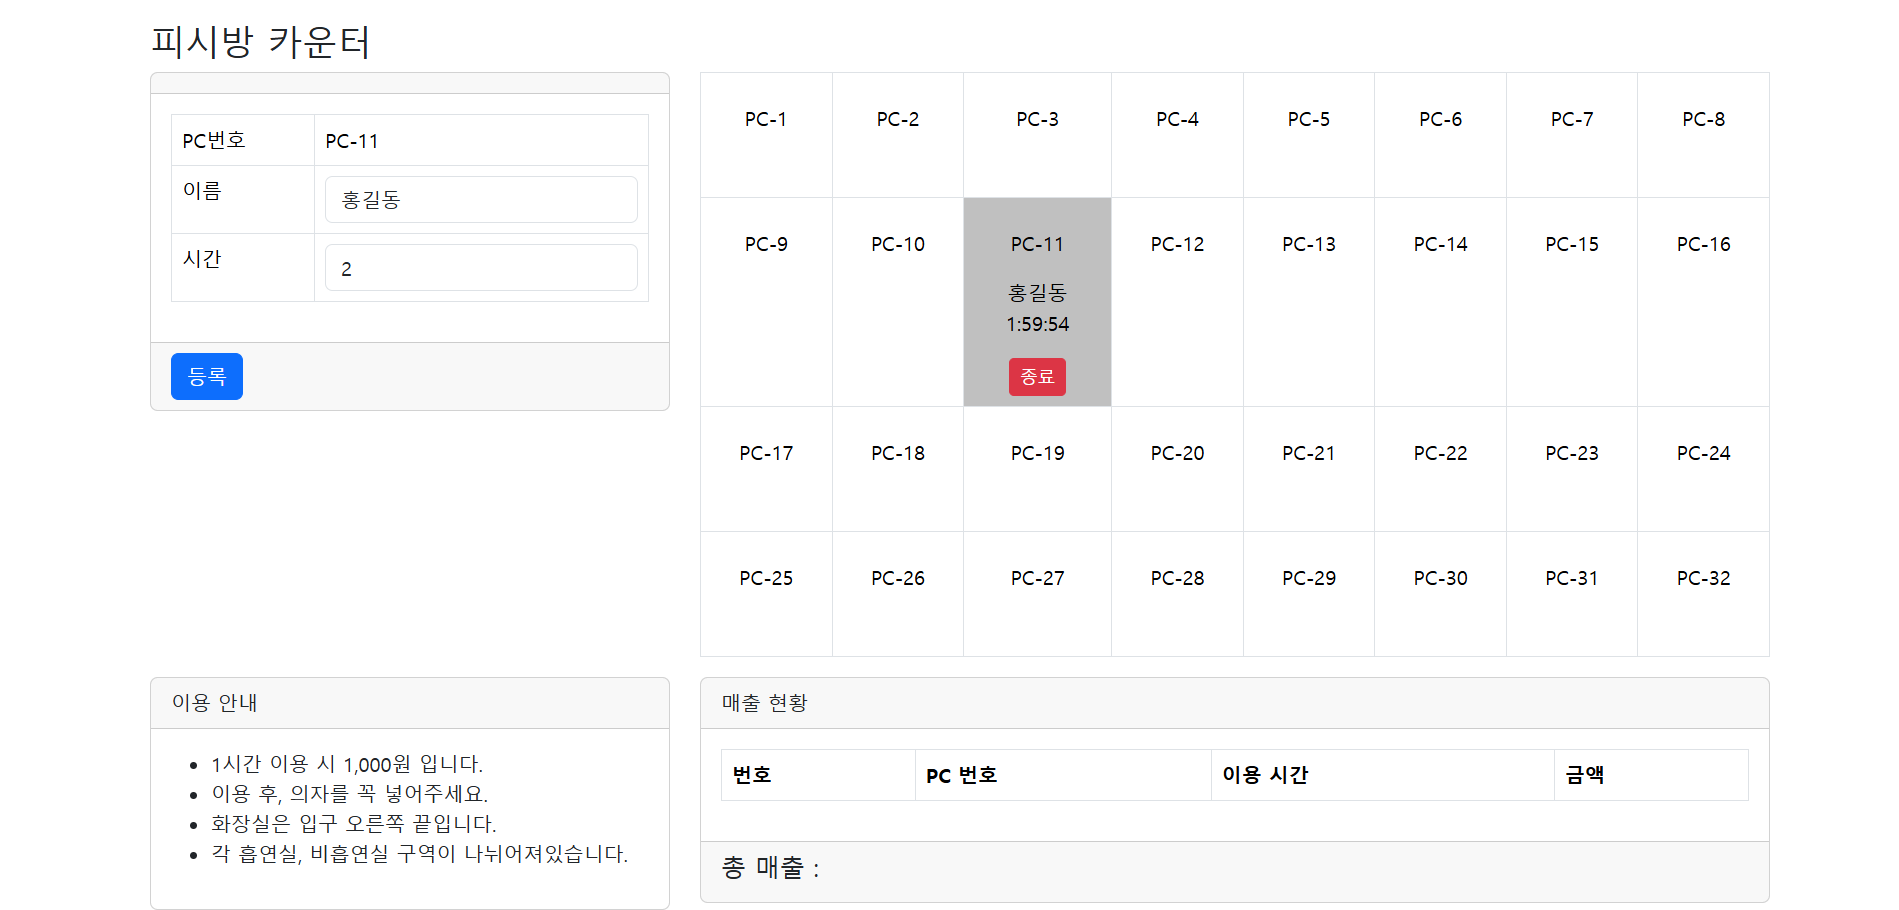 피시방 카운터
PC번호 PC-11
이름 홍길동
시간 2
등록
PC-1 PC-2 PC-3 PC-4 PC-5 PC-6 PC-7 PC-8
PC-9 PC-10 PC-11 PC-12 PC-13 PC-14 PC-15 PC-16
홍길동
1:59:54
종료
PC-17 PC-18 PC-19 PC-20 PC-21 PC-22 PC-23 PC-24
PC-25 PC-26 PC-27 PC-28 PC-29 PC-30 PC-31 PC-32
이용 안내
1시간 이용 시 1,000원 입니다.
이용 후, 의자를 꼭 넣어주세요.
화장실은 입구 오른쪽 끝입니다.
각 흡연실, 비흡연실 구역이 나뉘어져있습니다.
매출 현황
번호 PC 번호 이용 시간 금액
총 매출 :